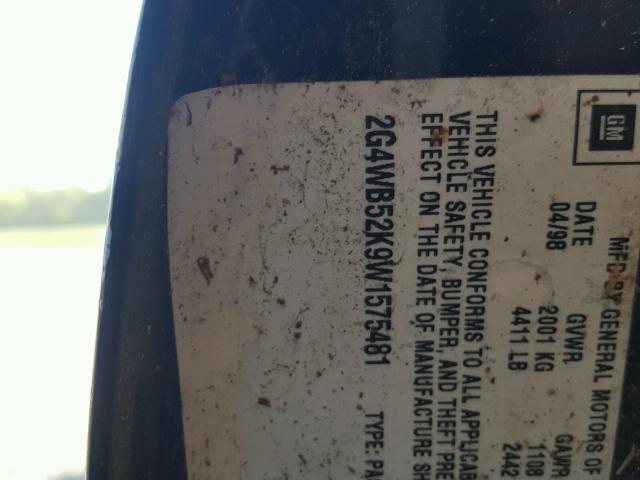 GM
MFD BY GENERAL MOTORS OF
DATE GVWR GAWR
04/98 2001 KG 1108
4411 LB 2442
THIS VEHICLE CONFORMS TO ALL APPLICAB
VEHICLE SAFETY, BUMPER, AND THEFT PRE
EFFECT ON THE DATE OF MANUFACTURE SH
2G4WB52K9W1575481 TYPE: PA